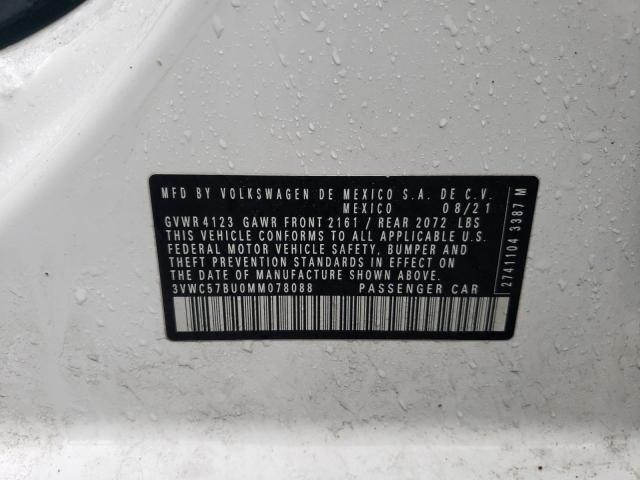 MFD BY VOLKSWAGEN DE MEXICO S.A. DE C.V.
MEXICO 08/21
GVWR 4123 GAWR FRONT 2161 / REAR 2072 LBS
THIS VEHICLE CONFORMS TO ALL APPLICABLE U.S.
FEDERAL MOTOR VEHICLE SAFETY, BUMPER AND
THEFT PREVENTION STANDARDS IN EFFECT ON
THE DATE OF MANUFACTURE SHOWN ABOVE.
3VWC57BU0MM078088 PASSENGER CAR
2741104 3387 M